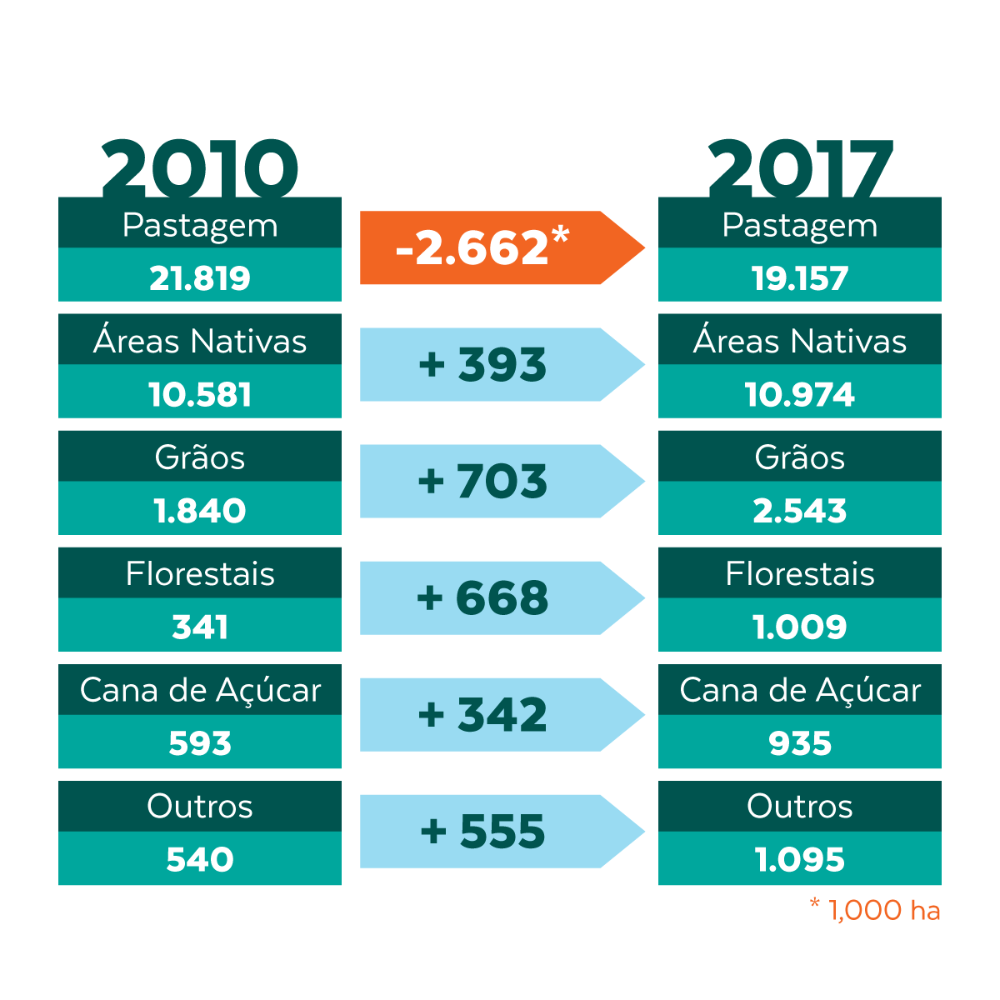 2010
2017
Pastagem
21.819
-2.662*
Pastagem
19.157
Áreas Nativas
10.581
+ 393
Áreas Nativas
10.974
Grãos
1.840
+ 703
Grãos
2.543
Florestais
341
+ 668
Florestais
1.009
Cana de Açúcar
593
+ 342
Cana de Açúcar
935
Outros
540
+ 555
Outros
1.095
* 1,000 ha